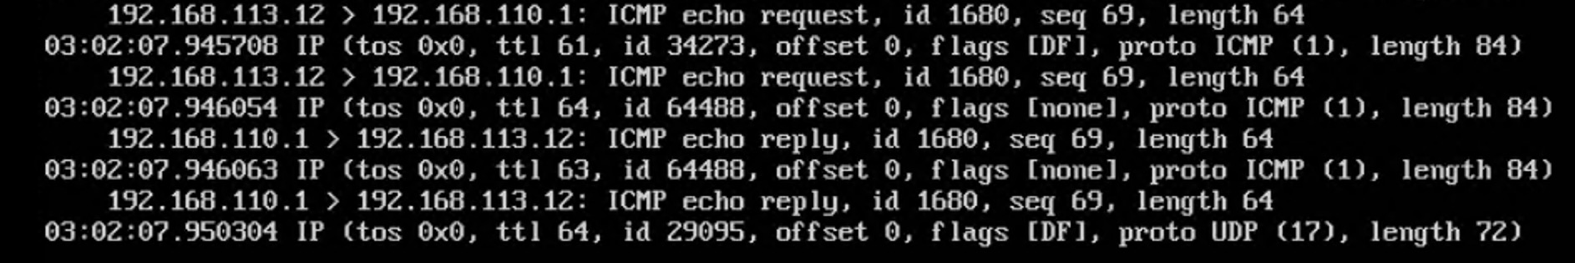 192.168.113.12 > 192.168.110.1: ICMP echo request, id 1680, seq 69, length 64
03:02:07.945708 IP (tos 0x0, ttl 61, id 34273, offset 0, flags [DF], proto ICMP (1), length 84)
192.168.113.12 > 192.168.110.1: ICMP echo request, id 1680, seq 69, length 64
03:02:07.946054 IP (tos 0x0, ttl 64, id 64488, offset 0, flags [none], proto ICMP (1), length 84)
192.168.110.1 > 192.168.113.12: ICMP echo reply, id 1680, seq 69, length 64
03:02:07.946063 IP (tos 0x0, ttl 63, id 64488, offset 0, flags [none], proto ICMP (1), length 84)
192.168.110.1 > 192.168.113.12: ICMP echo reply, id 1680, seq 69, length 64
03:02:07.950304 IP (tos 0x0, ttl 64, id 29095, offset 0, flags [DF], proto UDP (17), length 72)